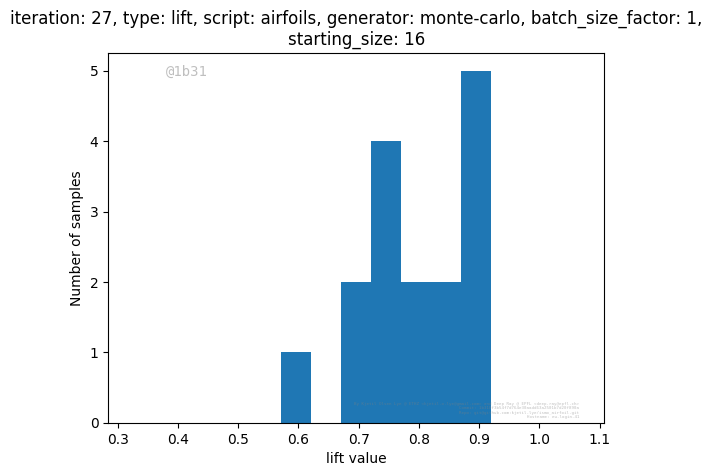 iteration: 27, type: lift, script: airfoils, generator: monte-carlo, batch_size_factor: 1,
starting_size: 16
@1b31
5
4
3
2
1
0
Number of samples
0.3 0.4 0.5 0.6 0.7 0.8 0.9 1.0 1.1
lift value